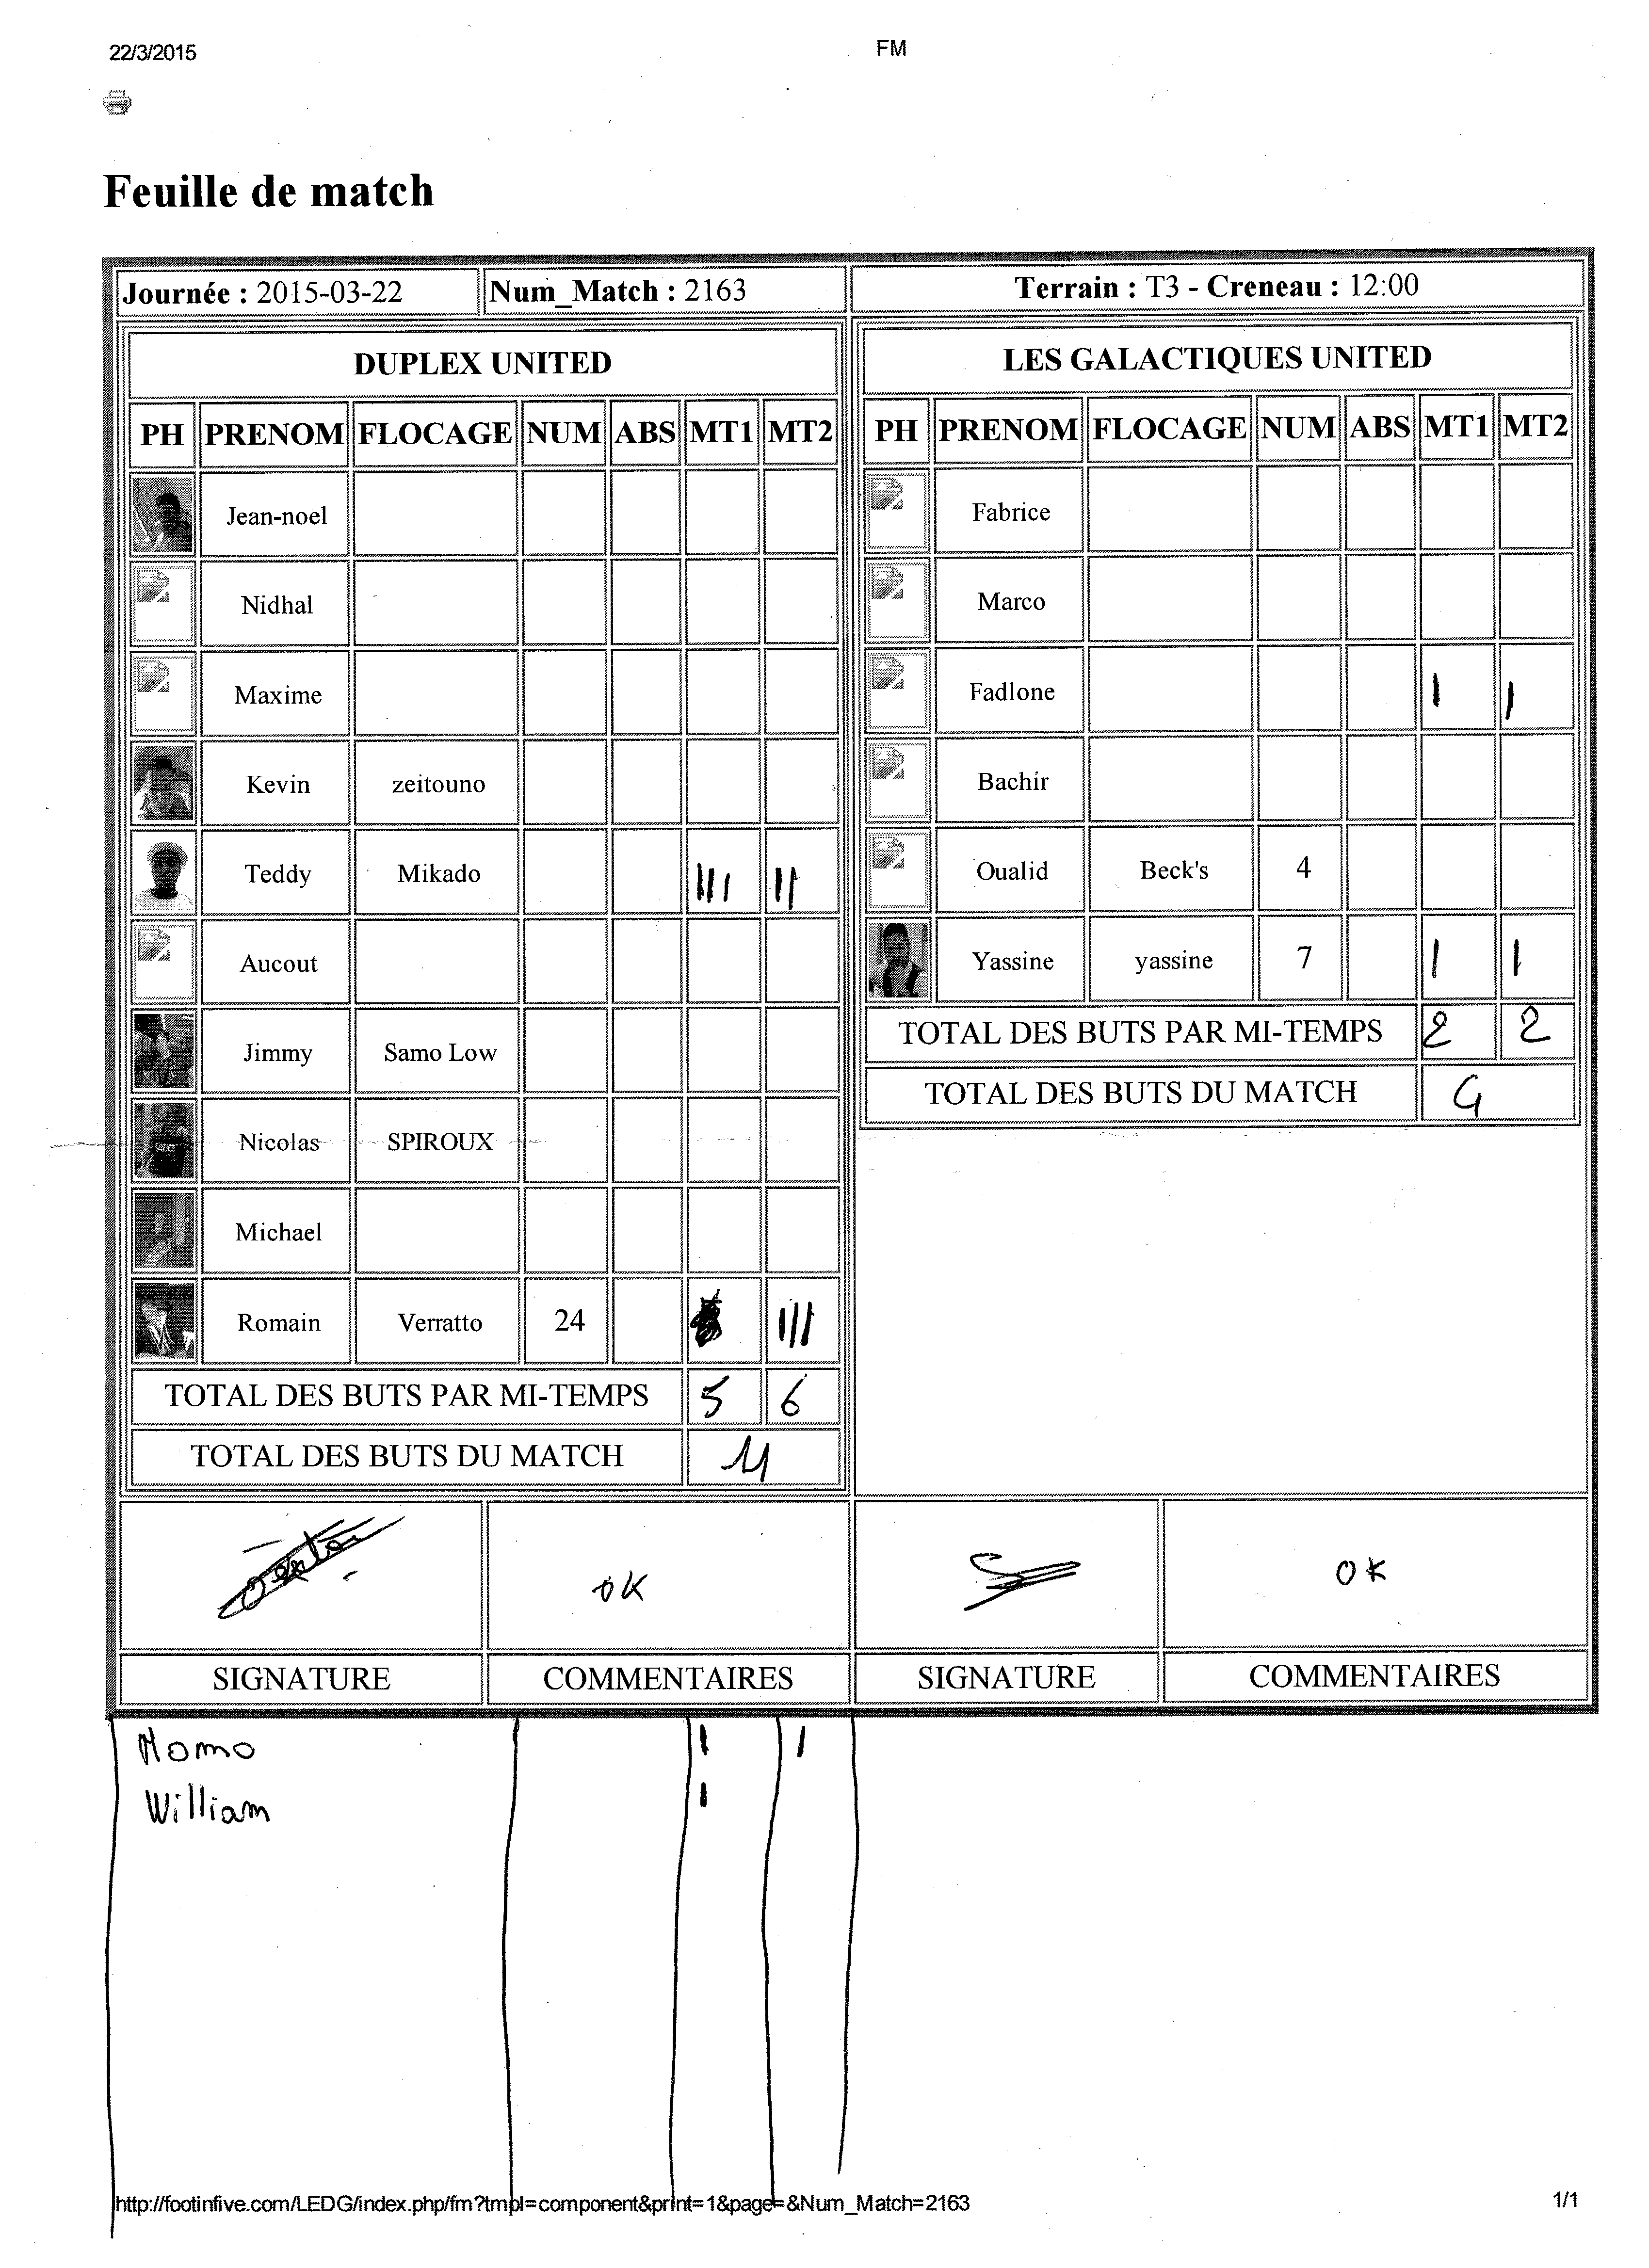 22/3/2015 FM
Feuille de match
Journée : 2015-03-22 Num_Match : 2163 Terrain : T3 - Creneau : 12:00
DUPLEX UNITED
PH PRENOM FLOCAGE NUM ABS MT1 MT2
Jean-noel
Nidhal
Maxime
Kevin zeitouno
Teddy Mikado III II
Aucout
Jimmy Samo Low
Nicolas SPIROUX
Michael
Romain Verratto 24 III
TOTAL DES BUTS PAR MI-TEMPS 5 6
TOTAL DES BUTS DU MATCH 11
LES GALACTIQUES UNITED
PH PRENOM FLOCAGE NUM ABS MT1 MT2
Fabrice
Marco
Fadlone I I
Bachir
Oualid Beck's 4
Yassine yassine 7 I I
TOTAL DES BUTS PAR MI-TEMPS 2 2
TOTAL DES BUTS DU MATCH 4
OK OK
SIGNATURE COMMENTAIRES SIGNATURE COMMENTAIRES
Momo I I
William I
http://footinfive.com/LEDG/index.php/fm?tmpl=component&print=1&page=&Num_Match=2163 1/1